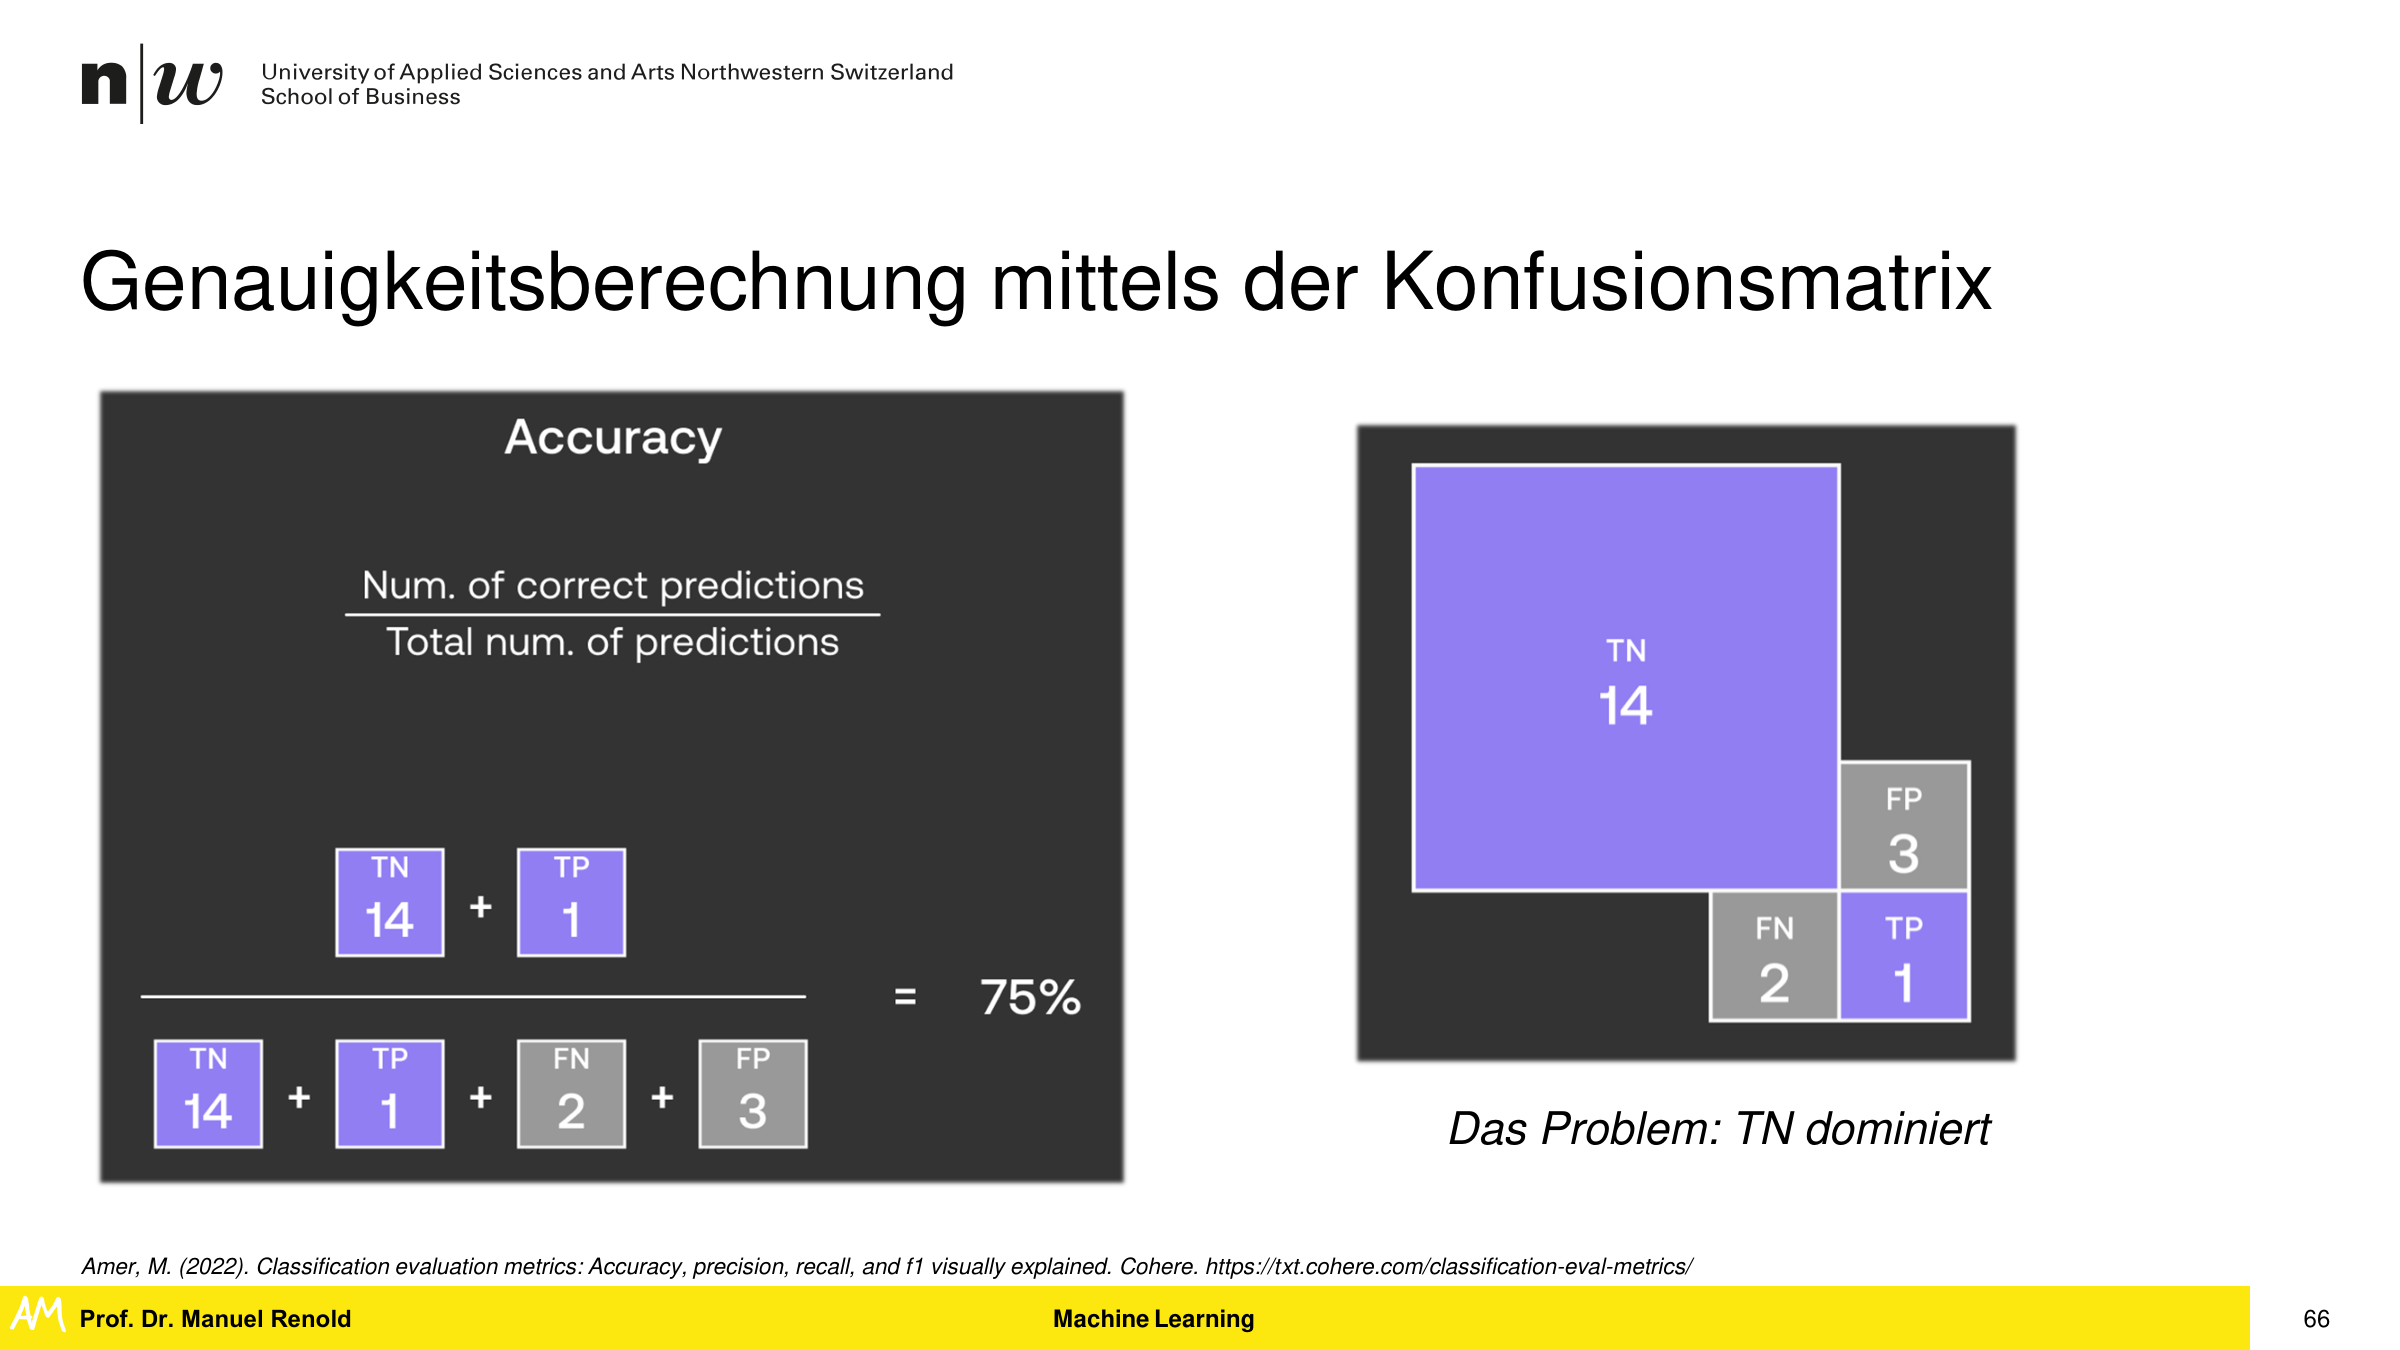 n|w
University of Applied Sciences and Arts Northwestern Switzerland
School of Business
Genauigkeitsberechnung mittels der Konfusionsmatrix
Accuracy
Num. of correct predictions
Total num. of predictions
TN
14
+
TP
1
TN
14
+
TP
1
+
FN
2
+
FP
3
= 75%
TN
14
FP
3
FN
2
TP
1
Das Problem: TN dominiert
Amer, M. (2022). Classification evaluation metrics: Accuracy, precision, recall, and f1 visually explained. Cohere. https://txt.cohere.com/classification-eval-metrics/
AM
Prof. Dr. Manuel Renold
Machine Learning
66